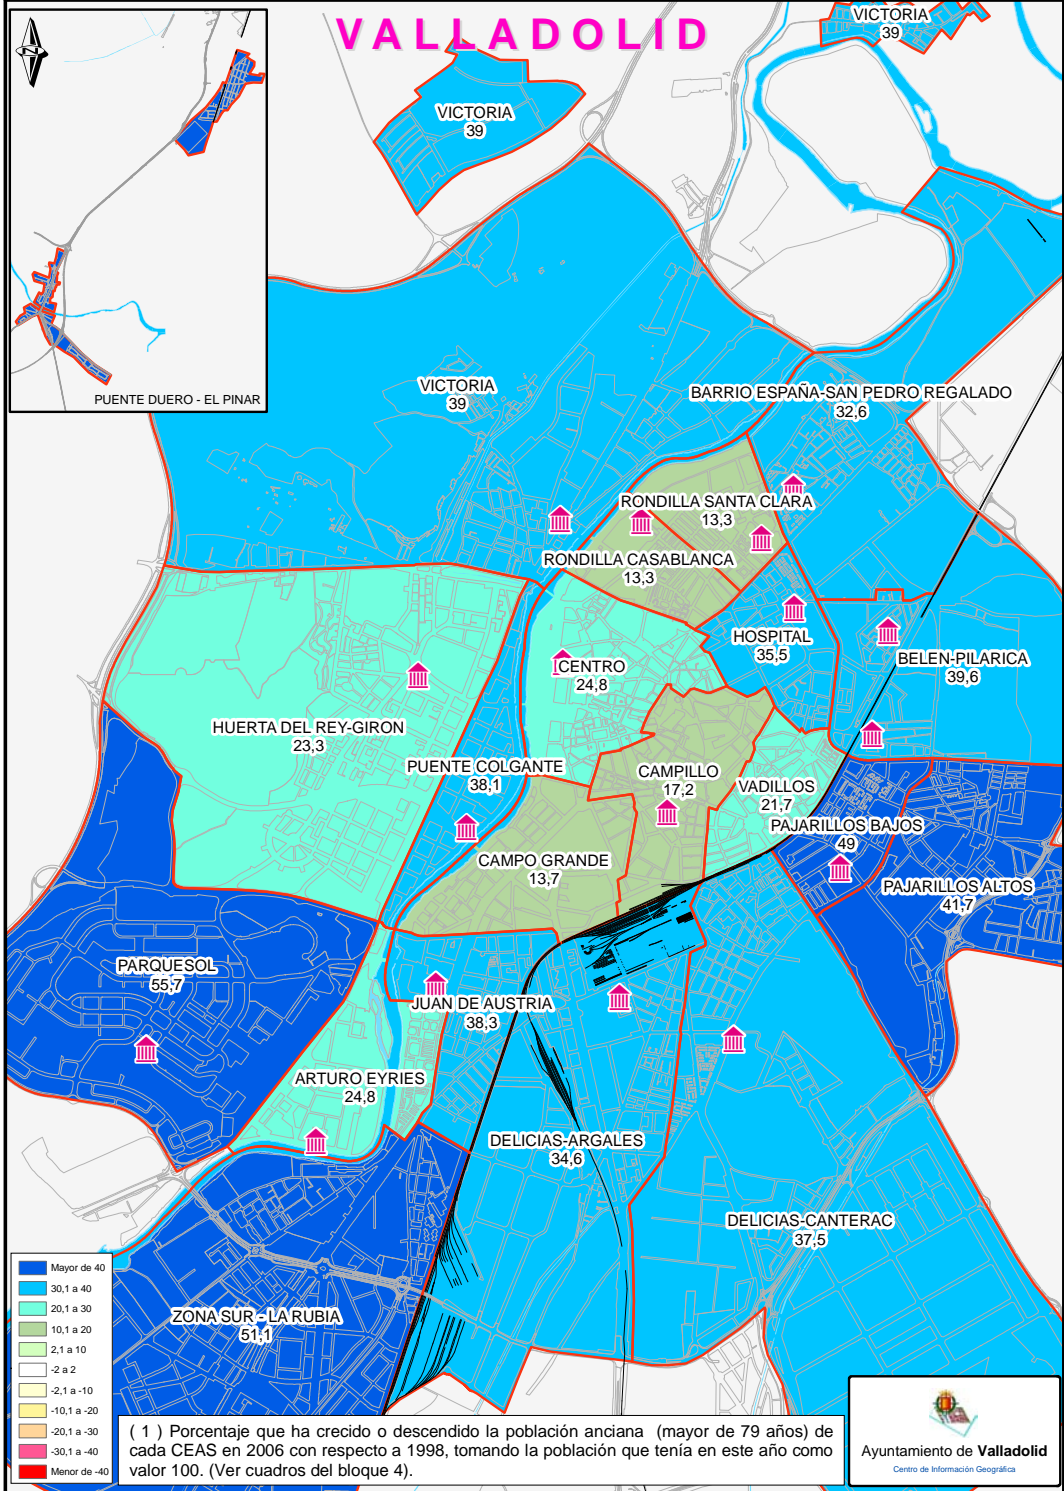 VALLADOLID
VICTORIA
39
VICTORIA
39
N
PUENTE DUERO - EL PINAR
VICTORIA
39
BARRIO ESPAÑA-SAN PEDRO REGALADO
32,6
RONDILLA SANTA CLARA
13,3
RONDILLA CASABLANCA
13,3
HOSPITAL
35,5
BELEN-PILARICA
39,6
CENTRO
24,8
HUERTA DEL REY-GIRON
23,3
PUENTE COLGANTE
38,1
CAMPILLO
17,2
VADILLOS
21,7
PAJARILLOS BAJOS
49
CAMPO GRANDE
13,7
PAJARILLOS ALTOS
41,7
PARQUESOL
55,7
JUAN DE AUSTRIA
38,3
ARTURO EYRIES
24,8
DELICIAS-ARGALES
34,6
DELICIAS-CANTERAC
37,5
ZONA SUR - LA RUBIA
51,1
Mayor de 40
30,1 a 40
20,1 a 30
10,1 a 20
2,1 a 10
-2 a 2
-2,1 a -10
-10,1 a -20
-20,1 a -30
-30,1 a -40
Menor de -40
( 1 ) Porcentaje que ha crecido o descendido la población anciana (mayor de 79 años) de
cada CEAS en 2006 con respecto a 1998, tomando la población que tenía en este año como
valor 100. (Ver cuadros del bloque 4).
Ayuntamiento de Valladolid
Centro de Información Geográfica